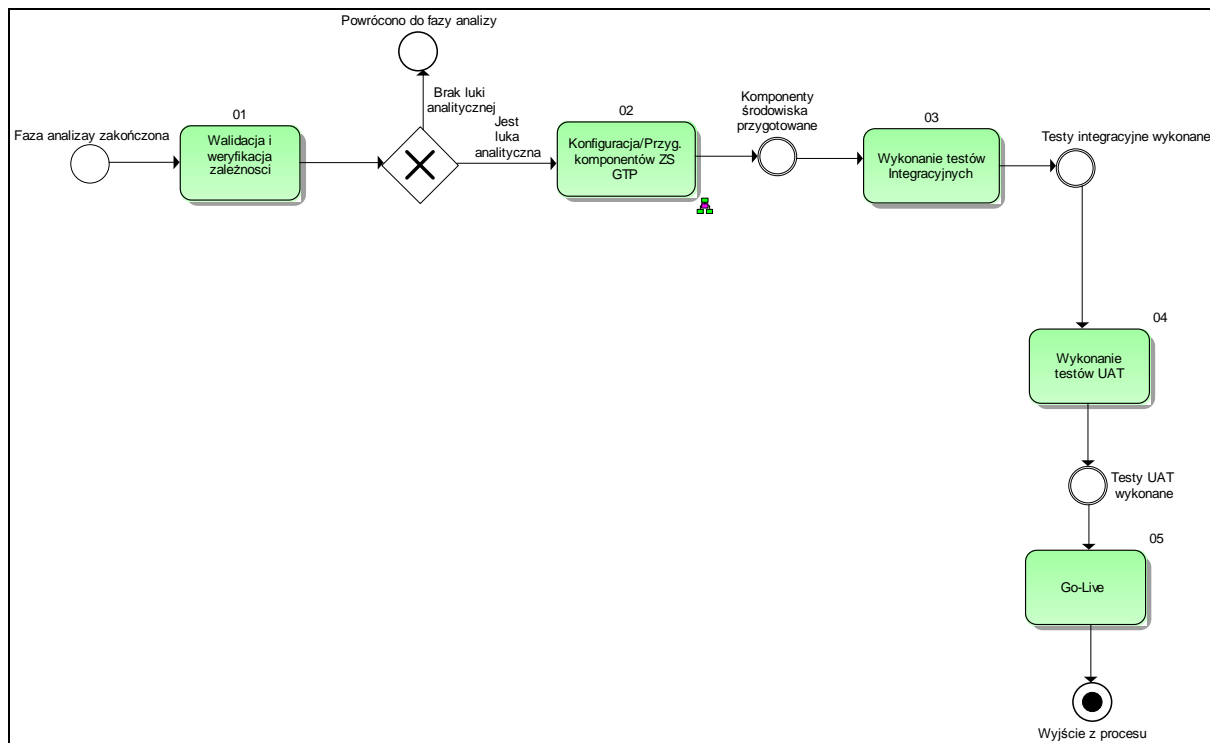 Powrócono do fazy analizy
Brak luki
analitycznej
01
Faza analizay zakończona
Walidacja i
weryfikacja
zależnosci
Jest
luka
analityczna
02
Konfiguracja/Przyg.
komponentów ZS
GTP
Komponenty
środowiska
przygotowane
03
Wykonanie testów
Integracyjnych
Testy integracyjne wykonane
04
Wykonanie
testów UAT
Testy UAT
wykonane
05
Go-Live
Wyjście z procesu